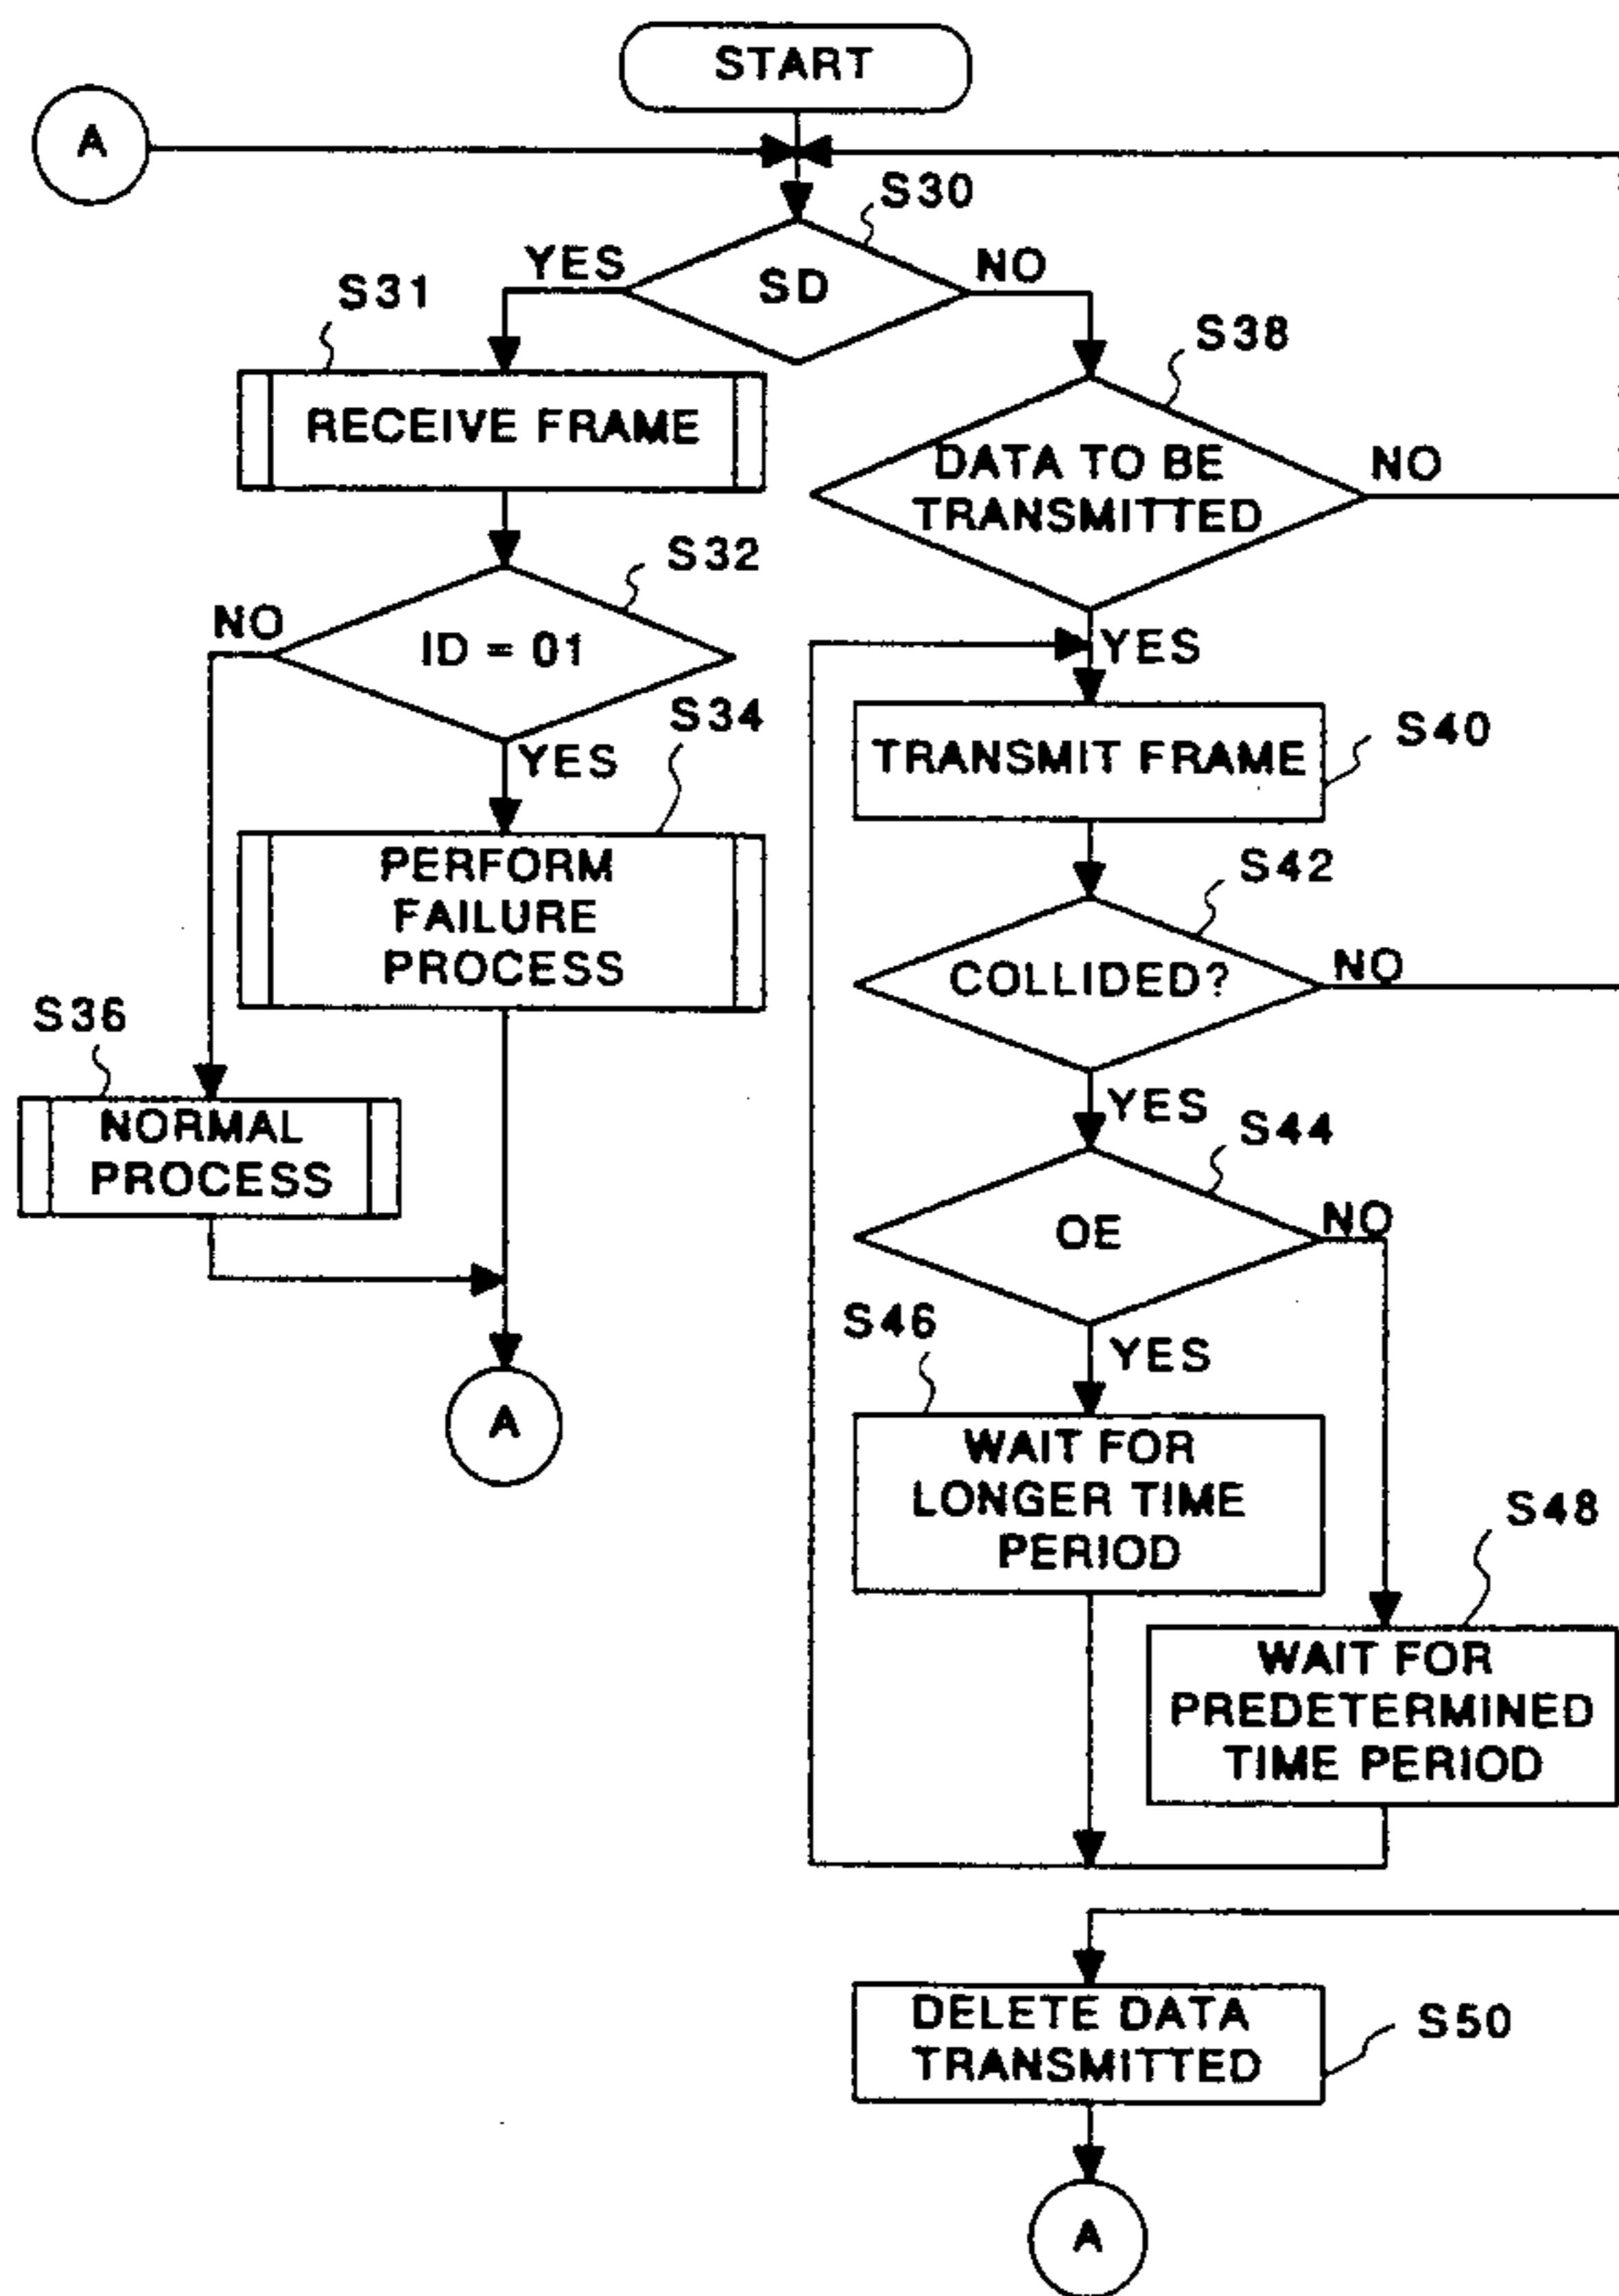 START
A
S30
YES
SD
NO
S31
S38
RECEIVE FRAME
DATA TO BE
TRANSMITTED
NO
S32
NO
ID = 01
YES
S34
YES
TRANSMIT FRAME
S40
PERFORM
FAILURE
PROCESS
S42
COLLIDED?
NO
S36
YES
S44
NORMAL
PROCESS
OE
NO
S46
YES
A
WAIT FOR
LONGER TIME
PERIOD
S48
WAIT FOR
PREDETERMINED
TIME PERIOD
DELETE DATA
TRANSMITTED
S50
A